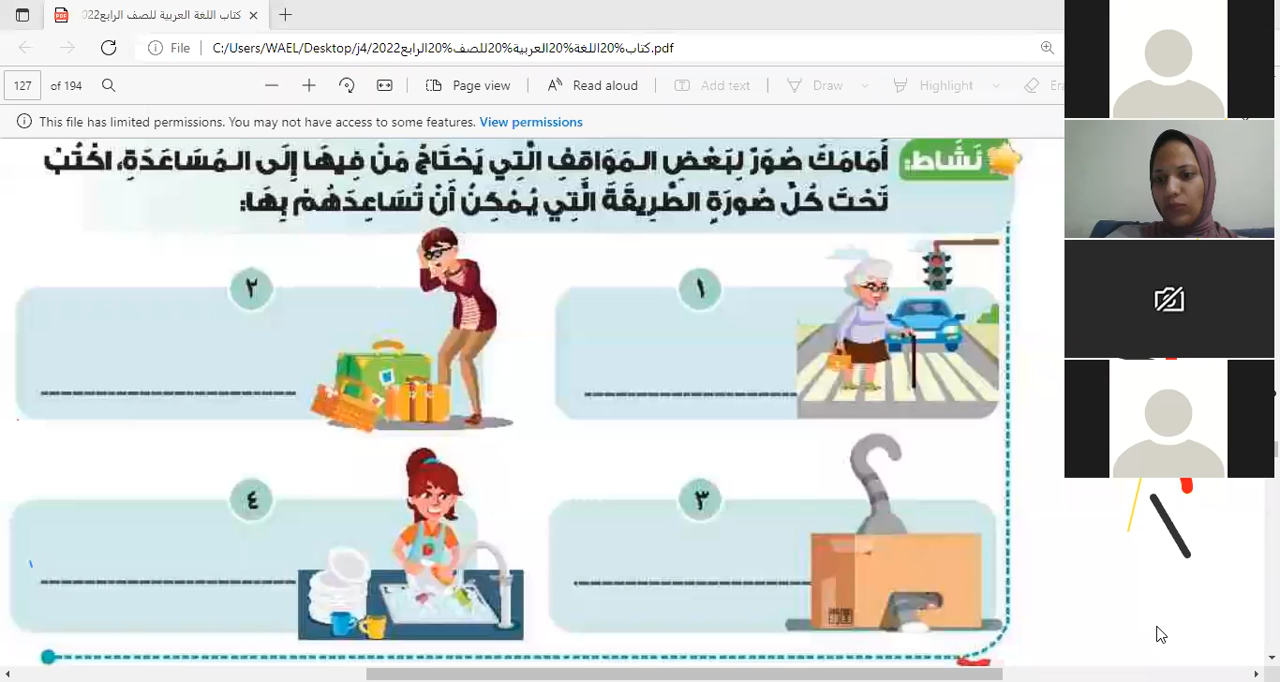 كتاب اللغة العربية للصف الرابع2022
File
C:/Users/WAEL/Desktop/j4/2022كتاب%20اللغة%20العربية%20للصف%20الرابع.pdf
127 of 194
Page view
Read aloud
Add text
Draw
Highlight
This file has limited permissions. You may not have access to some features. View permissions
نَشَاط:
أَمَامَكَ صُوَرٌ لِبَعْضِ الْمَوَاقِفِ الَّتِي يَحْتَاجُ مَنْ فِيهَا إِلَى الْمُسَاعَدَةِ، اكْتُبْ
تَحْتَ كُلِّ صُورَةٍ الطَّرِيقَةَ الَّتِي يُمْكِنُ أَنْ تُسَاعِدَهُمْ بِهَا:
١
٢
٣
٤